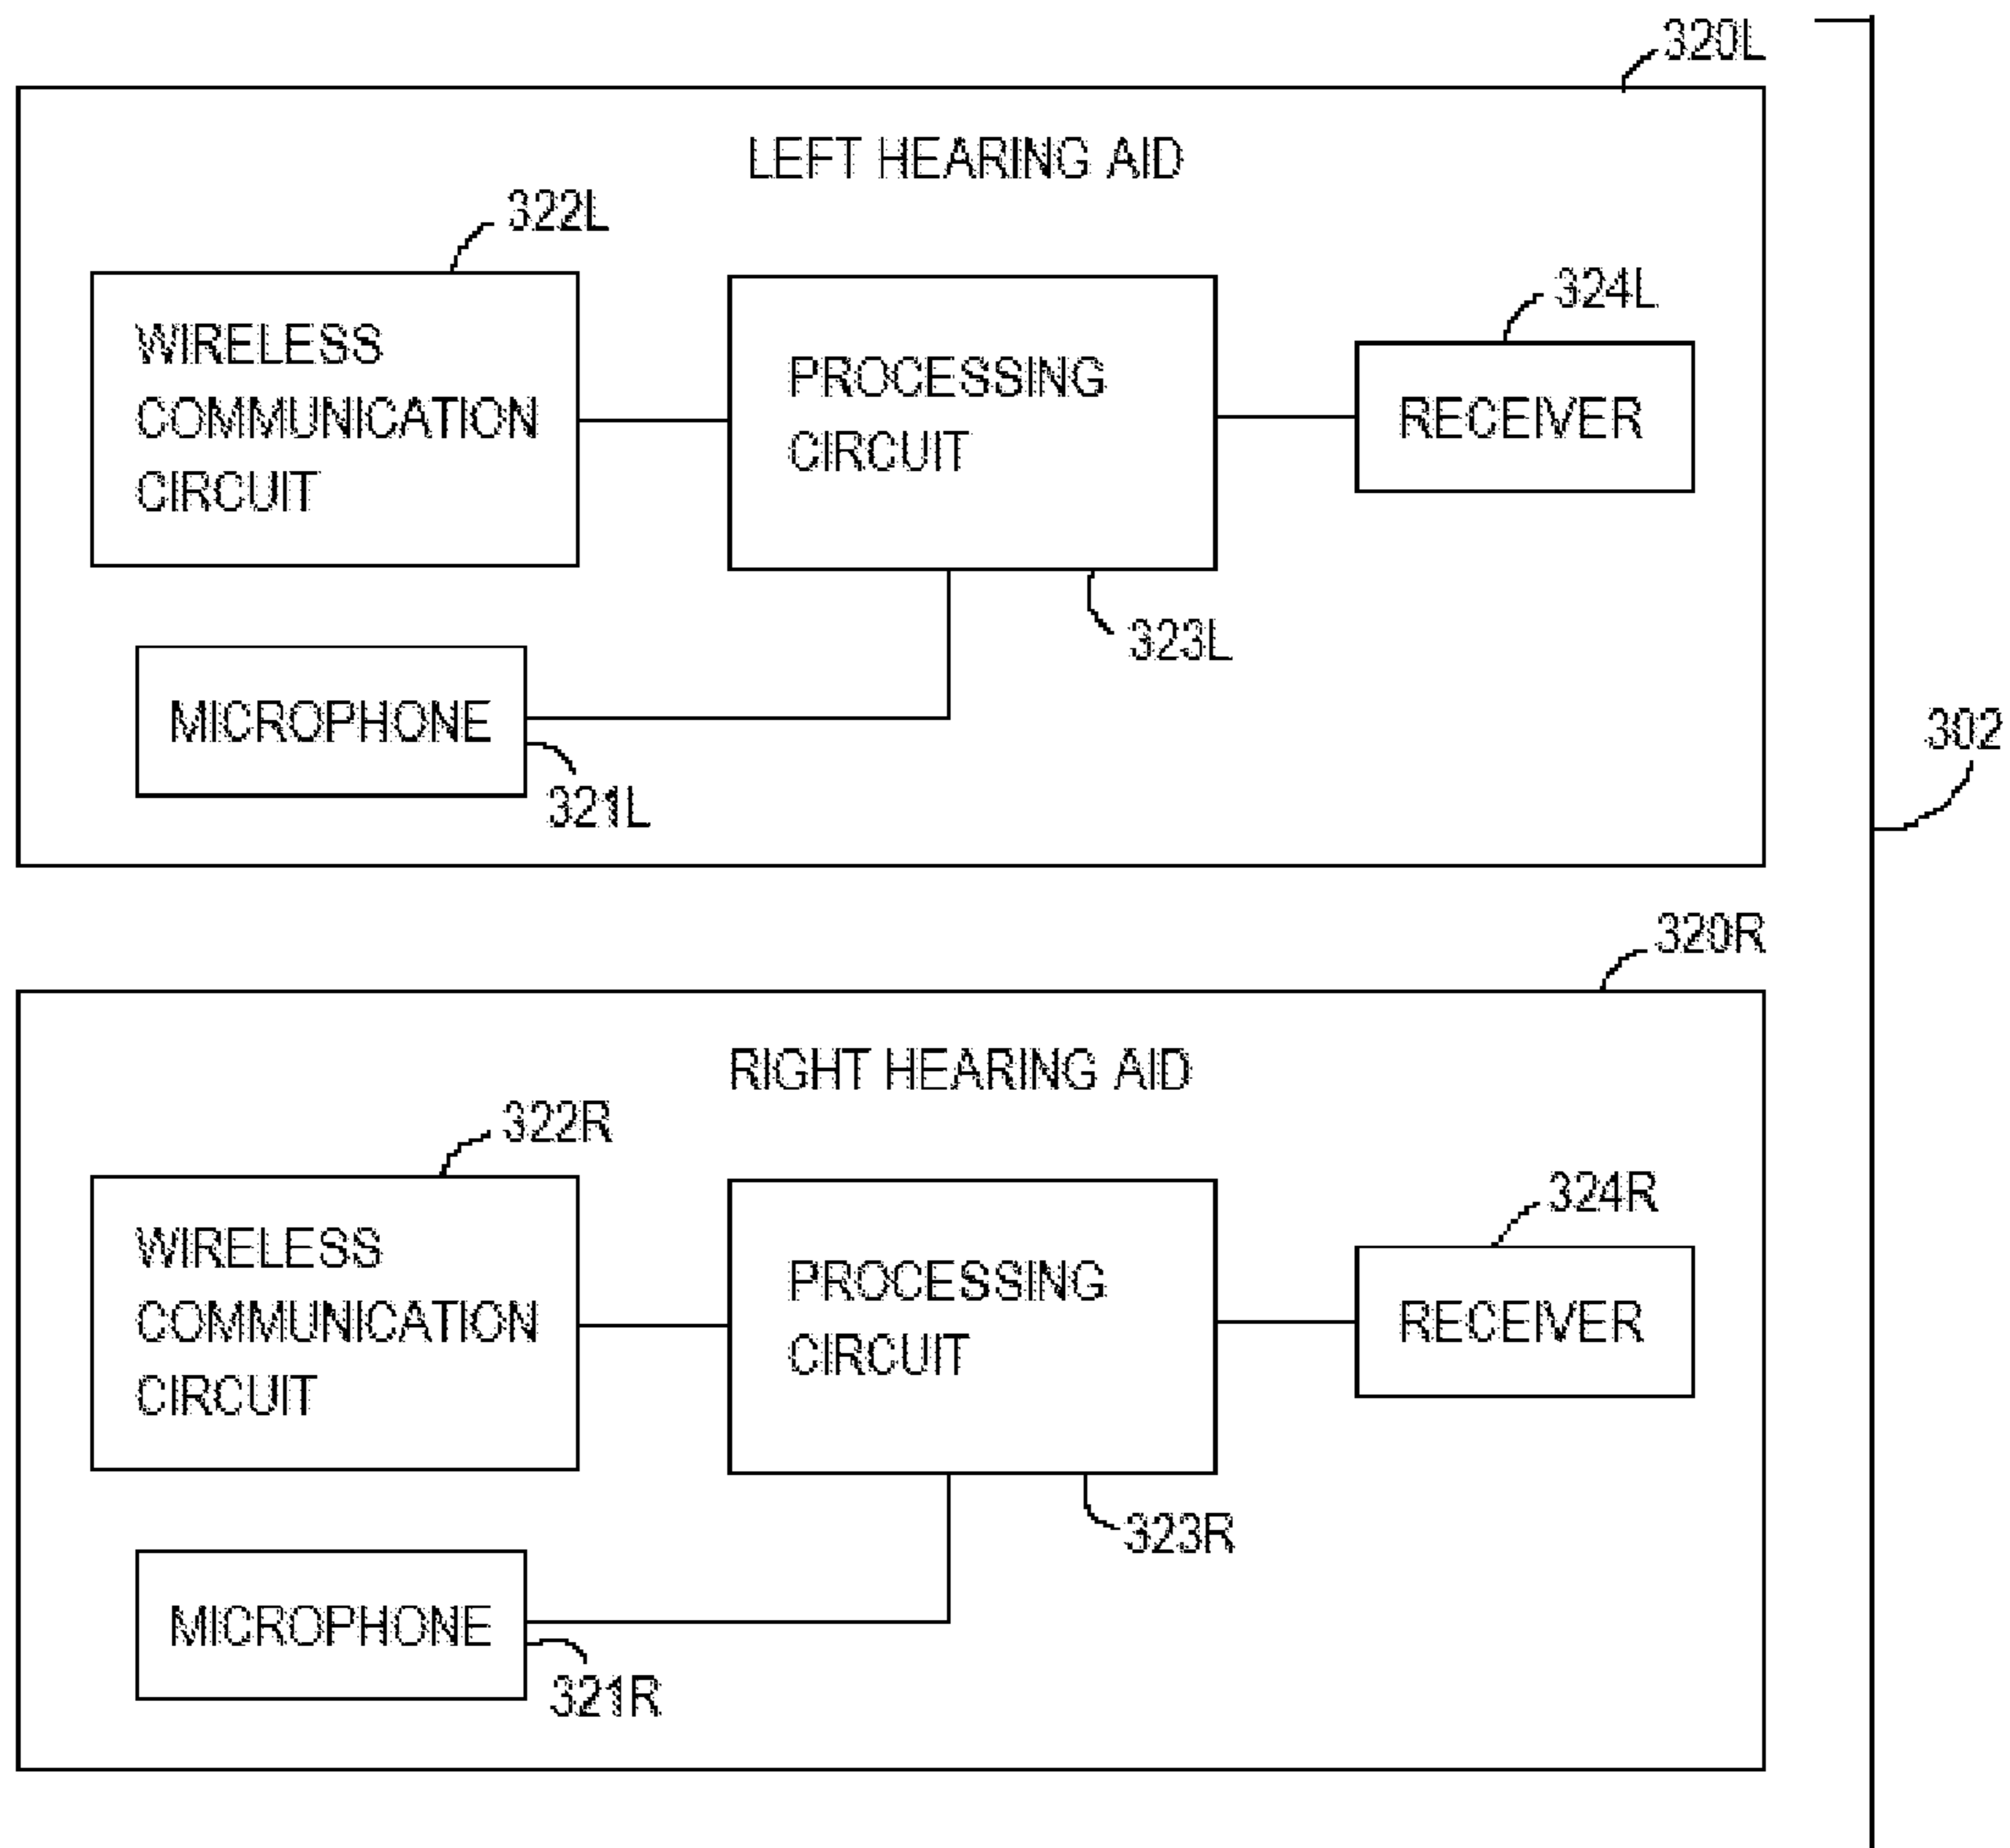 320L
LEFT HEARING AID
322L
WIRELESS
COMMUNICATION
CIRCUIT
PROCESSING
CIRCUIT
324L
RECEIVER
323L
MICROPHONE
321L
302
320R
RIGHT HEARING AID
322R
WIRELESS
COMMUNICATION
CIRCUIT
PROCESSING
CIRCUIT
324R
RECEIVER
323R
MICROPHONE
321R